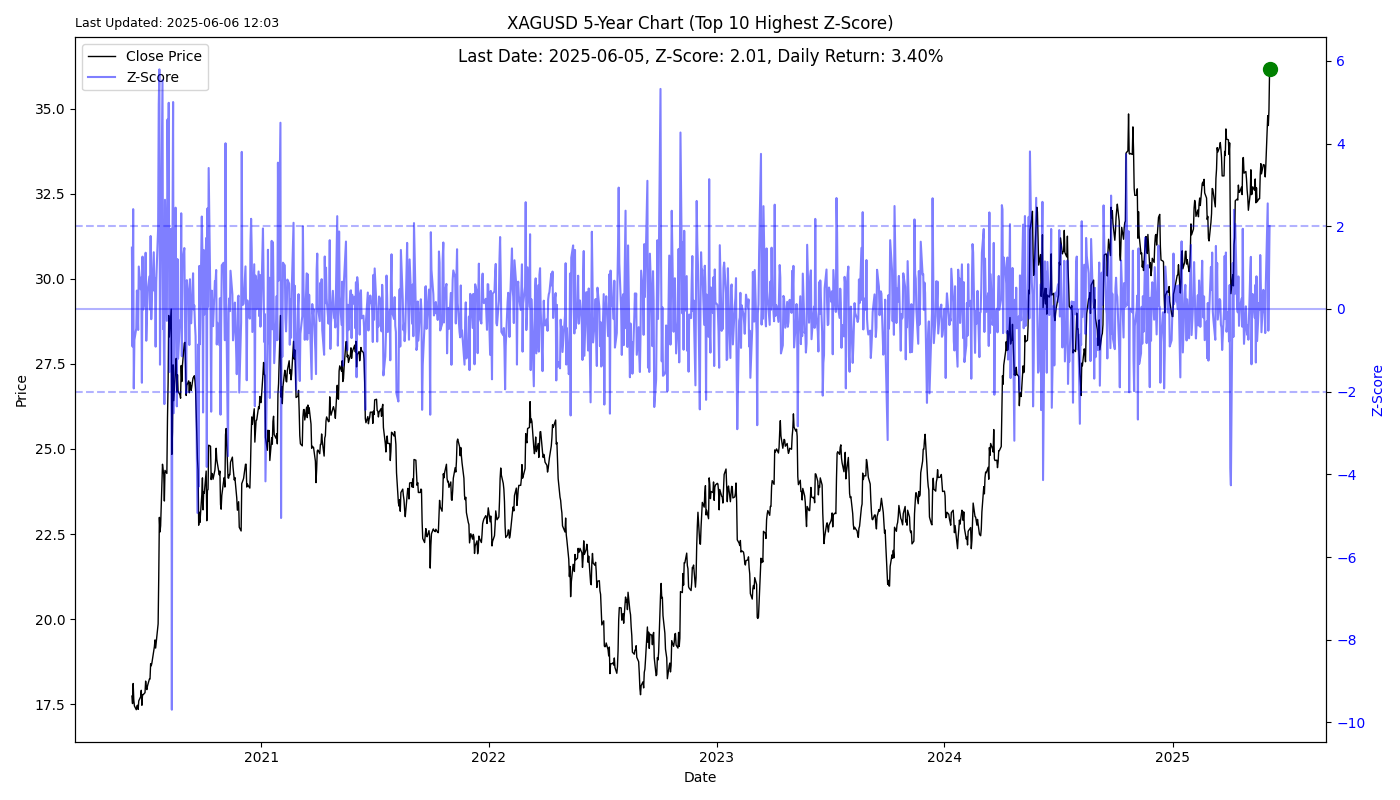 Last Updated: 2025-06-06 12:03
XAGUSD 5-Year Chart (Top 10 Highest Z-Score)
Last Date: 2025-06-05, Z-Score: 2.01, Daily Return: 3.40%
Close Price
Z-Score
35.0
32.5
30.0
27.5
25.0
22.5
20.0
17.5
Price
6
4
2
0
−2
−4
−6
−8
−10
Z-Score
2021
2022
2023
2024
2025
Date